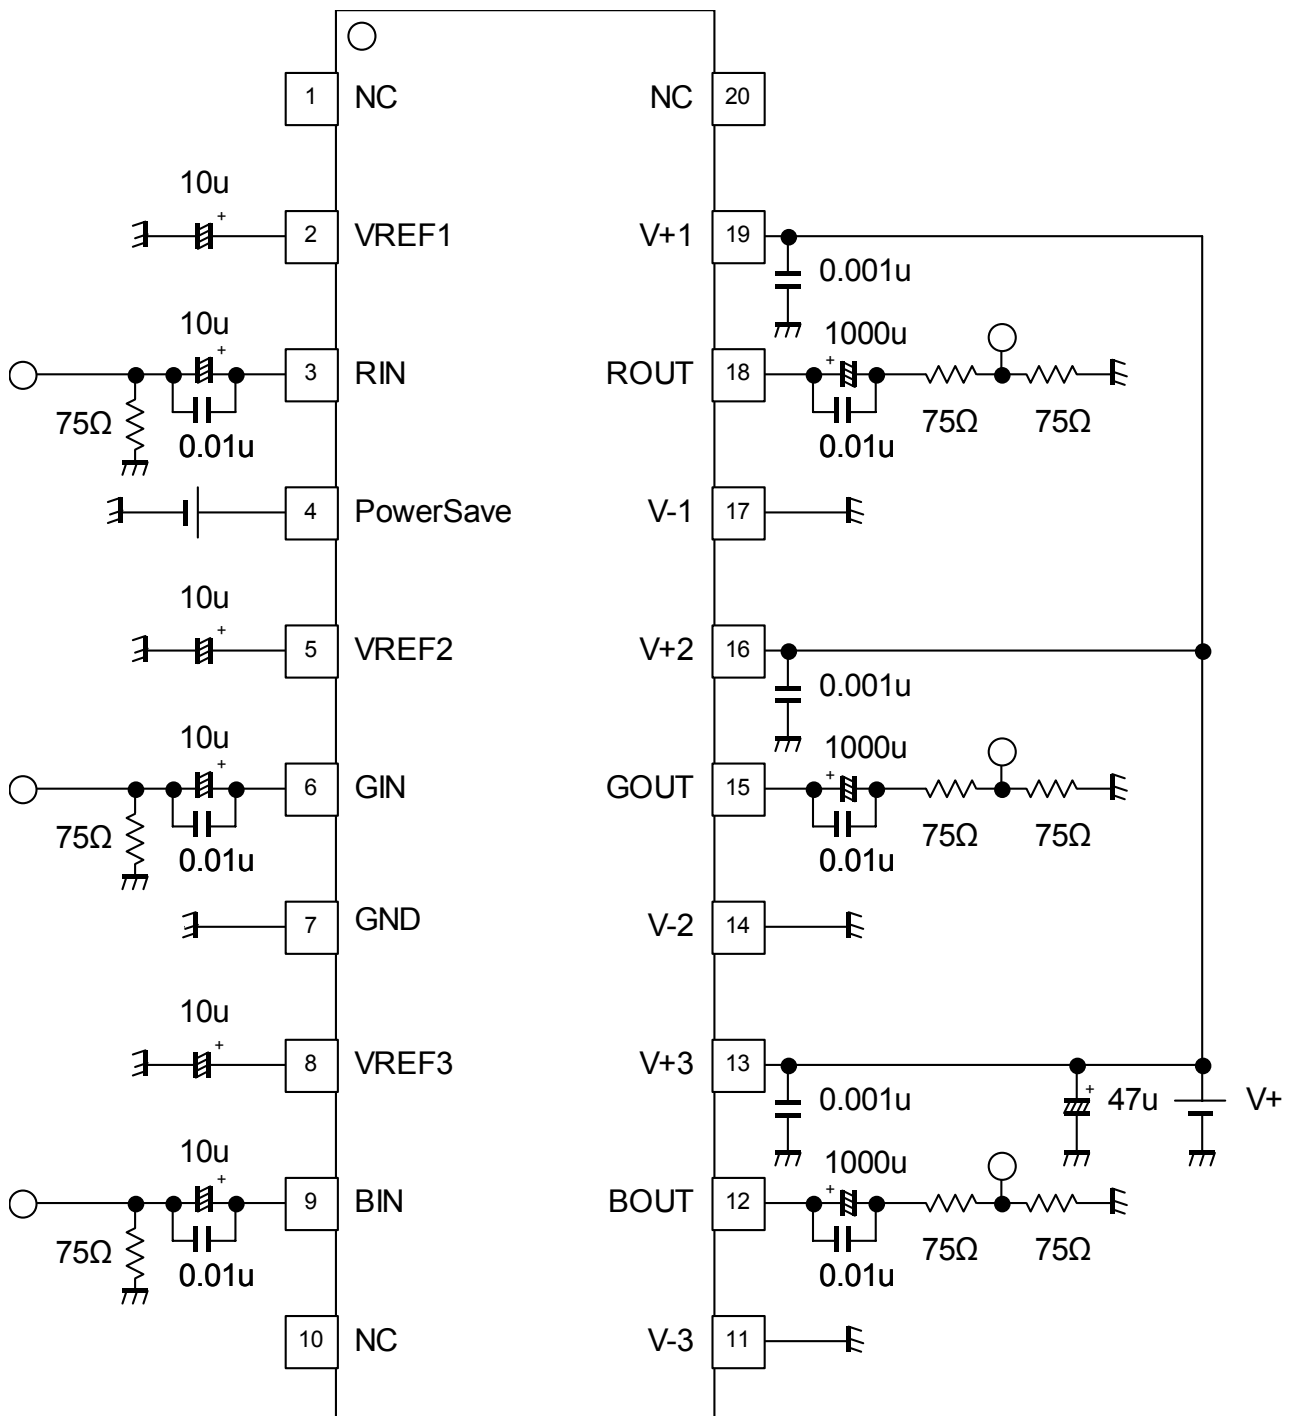 1 NC NC 20
10u
2 VREF1 V+1 19
0.001u
10u 1000u
3 RIN ROUT 18
75Ω 0.01u 0.01u 75Ω 75Ω
4 PowerSave V-1 17
10u
5 VREF2 V+2 16
0.001u
10u 1000u
6 GIN GOUT 15
75Ω 0.01u 0.01u 75Ω 75Ω
7 GND V-2 14
10u
8 VREF3 V+3 13
0.001u 47u V+
10u 1000u
9 BIN BOUT 12
75Ω 0.01u 0.01u 75Ω 75Ω
10 NC V-3 11